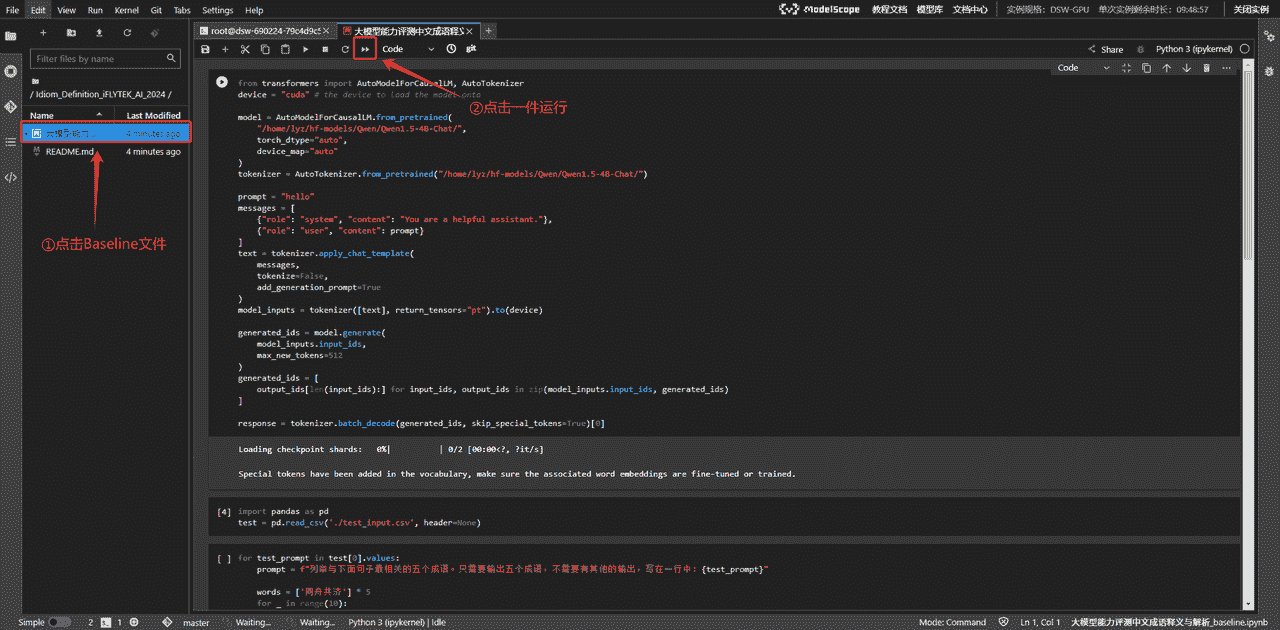 File Edit View Run Kernel Git Tabs Settings Help
ModelScope 教程文档 模型库 文档中心 实例规格：DSW-GPU 单次实例剩余时长：09:48:57 关闭实例
root@dsw-690224-79c4d9c5 大模型能力评测中文成语释义
Code Share Python 3 (ipykernel)
Filter files by name
Code
/ Idiom_Definition_iFLYTEK_AI_2024 /
Name Last Modified
大模型能力... 4 minutes ago
README.md 4 minutes ago
①点击Baseline文件
②点击一件运行
from transformers import AutoModelForCausalLM, AutoTokenizer
device = "cuda" # the device to load the model onto
model = AutoModelForCausalLM.from_pretrained(
"/home/lyz/hf-models/Qwen/Qwen1.5-4B-Chat/",
torch_dtype="auto",
device_map="auto"
)
tokenizer = AutoTokenizer.from_pretrained("/home/lyz/hf-models/Qwen/Qwen1.5-4B-Chat/")
prompt = "hello"
messages = [
{"role": "system", "content": "You are a helpful assistant."},
{"role": "user", "content": prompt}
]
text = tokenizer.apply_chat_template(
messages,
tokenize=False,
add_generation_prompt=True
)
model_inputs = tokenizer([text], return_tensors="pt").to(device)
generated_ids = model.generate(
model_inputs.input_ids,
max_new_tokens=512
)
generated_ids = [
output_ids[len(input_ids):] for input_ids, output_ids in zip(model_inputs.input_ids, generated_ids)
]
response = tokenizer.batch_decode(generated_ids, skip_special_tokens=True)[0]
Loading checkpoint shards: 0%| | 0/2 [00:00<?, ?it/s]
Special tokens have been added in the vocabulary, make sure the associated word embeddings are fine-tuned or trained.
[4] import pandas as pd
test = pd.read_csv('./test_input.csv', header=None)
[ ] for test_prompt in test[0].values:
prompt = f"列举与下面句子最相关的五个成语。只需要输出五个成语，不需要有其他的输出，写在一行中：{test_prompt}"
words = ['同舟共济'] * 5
for _ in range(10):
Simple 2 1 master Waiting... Waiting... Python 3 (ipykernel) | Idle Mode: Command Ln 1, Col 1 大模型能力评测中文成语释义与解析_baseline.ipynb